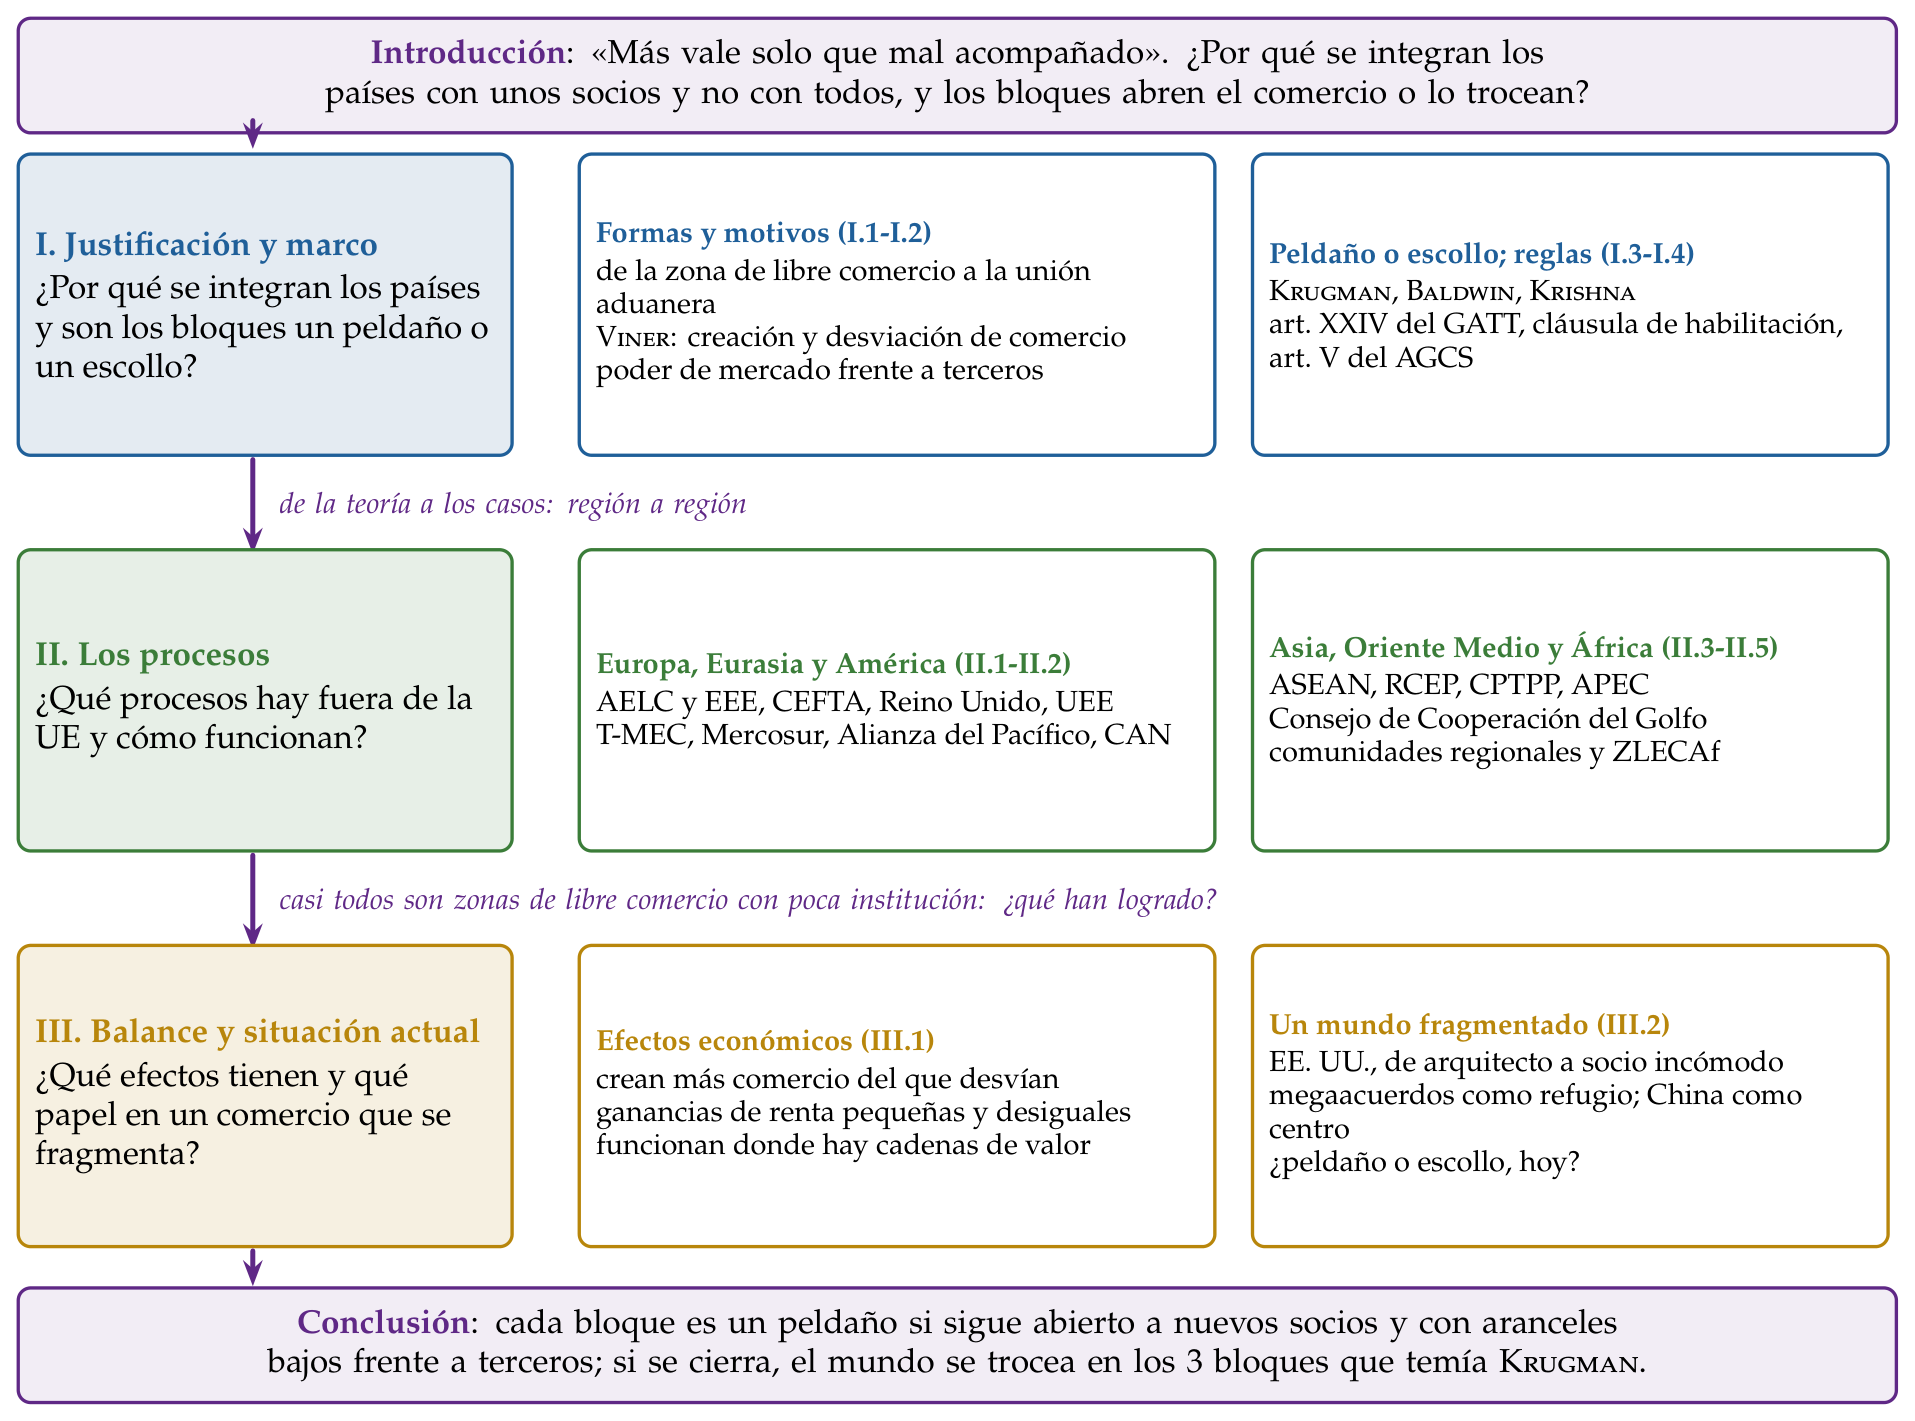 Introducción: «Más vale solo que mal acompañado». ¿Por qué se integran los
países con unos socios y no con todos, y los bloques abren el comercio o lo trocean?
I. Justificación y marco
¿Por qué se integran los países
y son los bloques un peldaño o
un escollo?
Formas y motivos (I.1-I.2)
de la zona de libre comercio a la unión
aduanera
VINER: creación y desviación de comercio
poder de mercado frente a terceros
Peldaño o escollo; reglas (I.3-I.4)
KRUGMAN, BALDWIN, KRISHNA
art. XXIV del GATT, cláusula de habilitación,
art. V del AGCS
de la teoría a los casos: región a región
II. Los procesos
¿Qué procesos hay fuera de la
UE y cómo funcionan?
Europa, Eurasia y América (II.1-II.2)
AELC y EEE, CEFTA, Reino Unido, UEE
T-MEC, Mercosur, Alianza del Pacífico, CAN
Asia, Oriente Medio y África (II.3-II.5)
ASEAN, RCEP, CPTPP, APEC
Consejo de Cooperación del Golfo
comunidades regionales y ZLECAf
casi todos son zonas de libre comercio con poca institución: ¿qué han logrado?
III. Balance y situación actual
¿Qué efectos tienen y qué
papel en un comercio que se
fragmenta?
Efectos económicos (III.1)
crean más comercio del que desvían
ganancias de renta pequeñas y desiguales
funcionan donde hay cadenas de valor
Un mundo fragmentado (III.2)
EE. UU., de arquitecto a socio incómodo
megaacuerdos como refugio; China como
centro
¿peldaño o escollo, hoy?
Conclusión: cada bloque es un peldaño si sigue abierto a nuevos socios y con aranceles
bajos frente a terceros; si se cierra, el mundo se trocea en los 3 bloques que temía KRUGMAN.